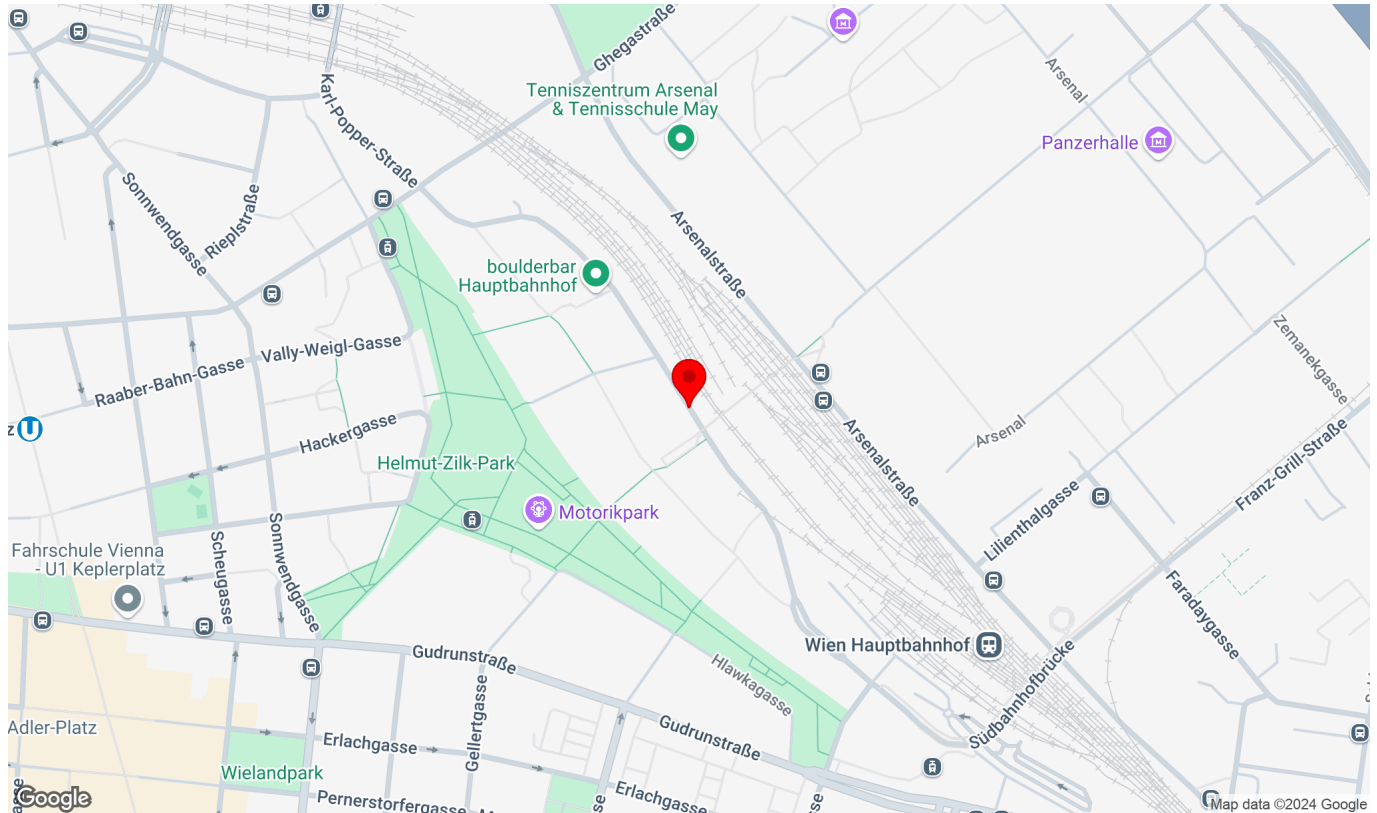 Ghegastraße
Karl-Popper-Straße
Tenniszentrum Arsenal
& Tennisschule May
Arsenal
Panzerhalle
Sonnwendgasse
Rieplstraße
Arsenalstraße
boulderbar
Hauptbahnhof
Zemanekgasse
Vally-Weigl-Gasse
Raaber-Bahn-Gasse
z
U
Hackergasse
Arsenal
Arsenalstraße
Franz-Grill-Straße
Helmut-Zilk-Park
Motorikpark
Lilienthalgasse
Scheugasse
Sonnwendgasse
Fahrschule Vienna
- U1 Keplerplatz
Faradaygasse
Wien Hauptbahnhof
Gudrunstraße
Hlawkagasse
Südbahnhofbrücke
Gellertgasse
Adler-Platz
Erlachgasse
Gudrunstraße
Wielandpark
Erlachgasse
Pernerstorfergasse
Google
Map data ©2024 Google